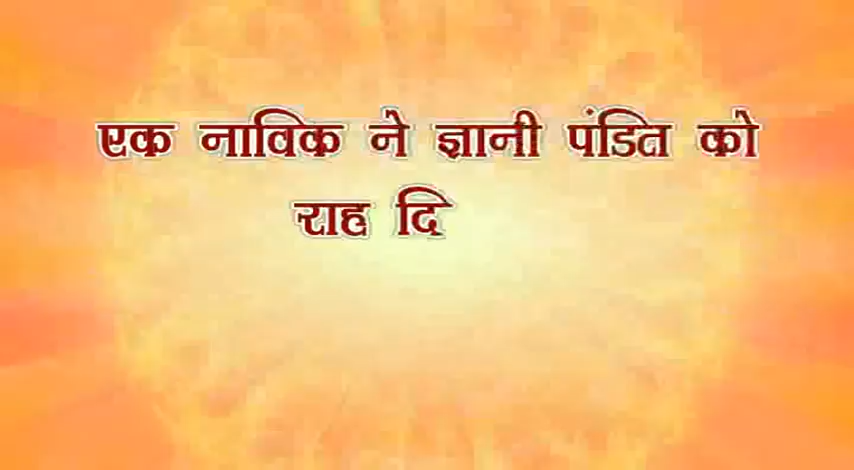 एक नाविक ने ज्ञानी पंडित को
राह दि